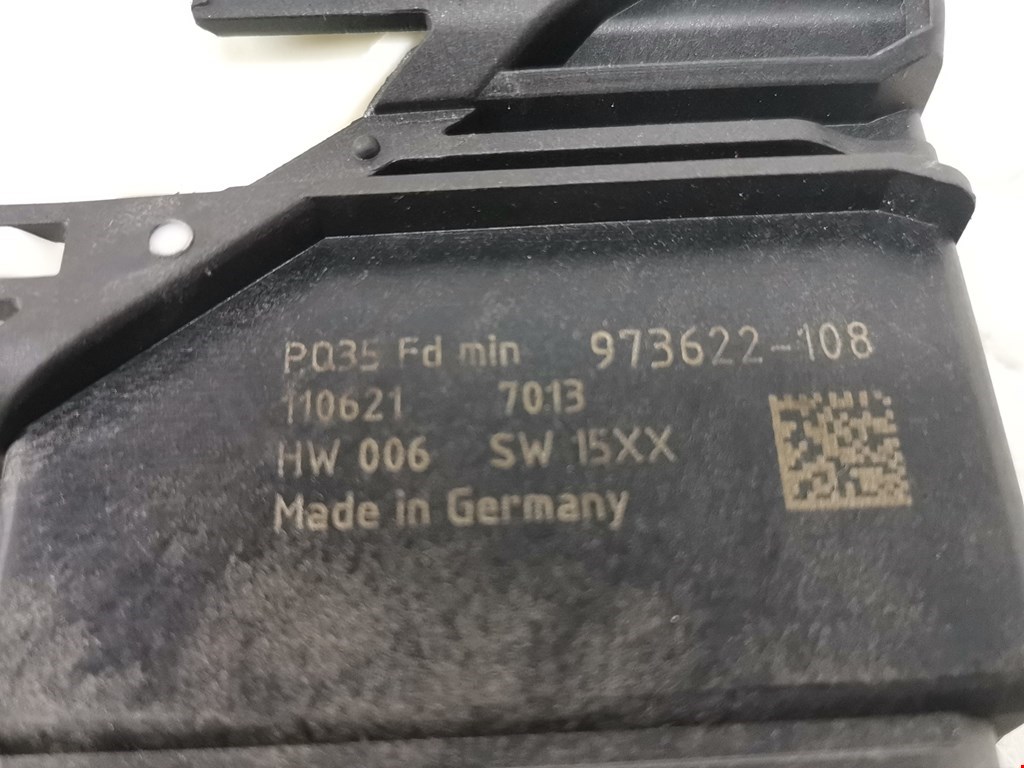 PQ35 Fd min 973622-108
110621 7013
HW 006 SW 15XX
Made in Germany